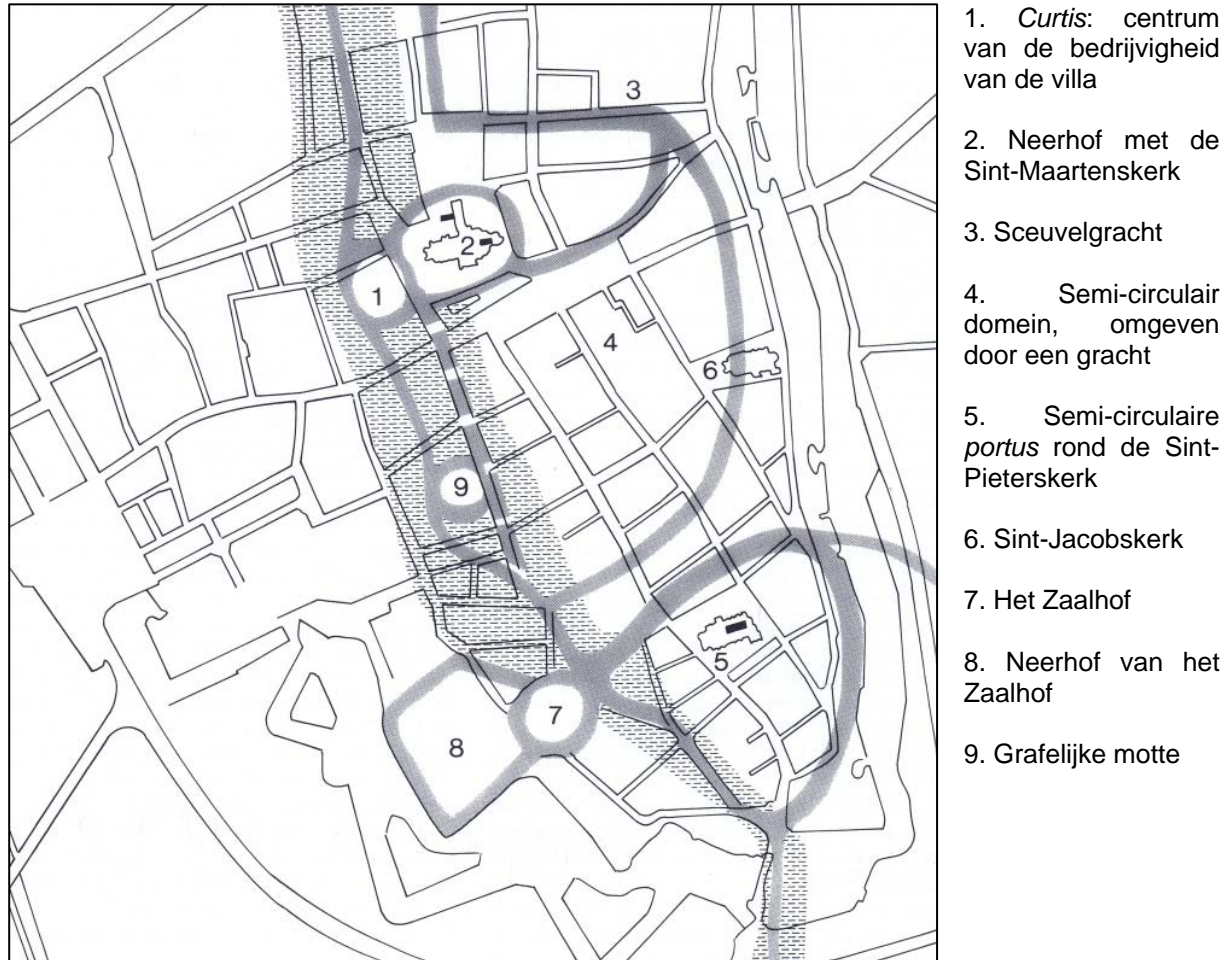 3
2
1
4
6
9
5
7
8
1. Curtis: centrum
van de bedrijvigheid
van de villa
2. Neerhof met de
Sint-Maartenskerk
3. Sceuvelgracht
4. Semi-circulair
domein, omgeven
door een gracht
5. Semi-circulaire
portus rond de Sint-
Pieterskerk
6. Sint-Jacobskerk
7. Het Zaalhof
8. Neerhof van het
Zaalhof
9. Grafelijke motte